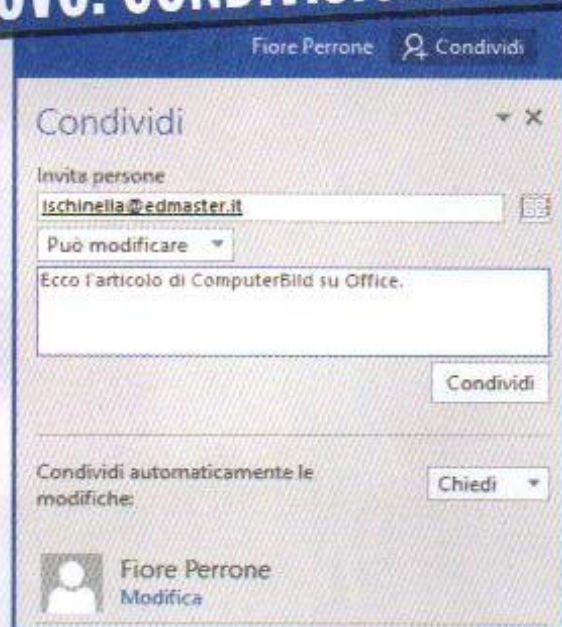 Fiore Perrone Condividi
Condividi
Invita persone
ischinella@edmaster.it
Può modificare
Ecco l'articolo di ComputerBild su Office.
Condividi
Condividi automaticamente le
modifiche:
Chiedi
Fiore Perrone
Modifica